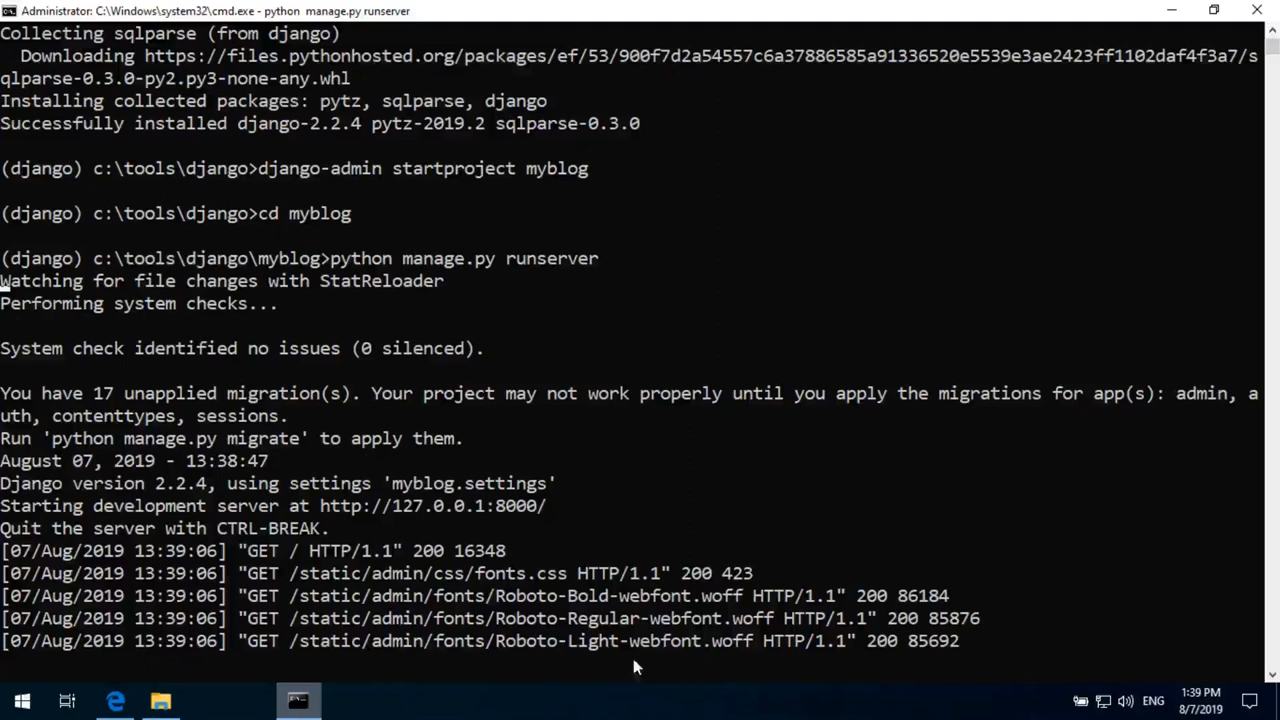 Administrator: C:\Windows\system32\cmd.exe - python  manage.py runserver
Collecting sqlparse (from django)
  Downloading https://files.pythonhosted.org/packages/ef/53/900f7d2a54557c6a37886585a91336520e5539e3ae2423ff1102daf4f3a7/s
qlparse-0.3.0-py2.py3-none-any.whl
Installing collected packages: pytz, sqlparse, django
Successfully installed django-2.2.4 pytz-2019.2 sqlparse-0.3.0
(django) c:\tools\django>django-admin startproject myblog
(django) c:\tools\django>cd myblog
(django) c:\tools\django\myblog>python manage.py runserver
Watching for file changes with StatReloader
Performing system checks...
System check identified no issues (0 silenced).
You have 17 unapplied migration(s). Your project may not work properly until you apply the migrations for app(s): admin, a
uth, contenttypes, sessions.
Run 'python manage.py migrate' to apply them.
August 07, 2019 - 13:38:47
Django version 2.2.4, using settings 'myblog.settings'
Starting development server at http://127.0.0.1:8000/
Quit the server with CTRL-BREAK.
[07/Aug/2019 13:39:06] "GET / HTTP/1.1" 200 16348
[07/Aug/2019 13:39:06] "GET /static/admin/css/fonts.css HTTP/1.1" 200 423
[07/Aug/2019 13:39:06] "GET /static/admin/fonts/Roboto-Bold-webfont.woff HTTP/1.1" 200 86184
[07/Aug/2019 13:39:06] "GET /static/admin/fonts/Roboto-Regular-webfont.woff HTTP/1.1" 200 85876
[07/Aug/2019 13:39:06] "GET /static/admin/fonts/Roboto-Light-webfont.woff HTTP/1.1" 200 85692
ENG
1:39 PM
8/7/2019